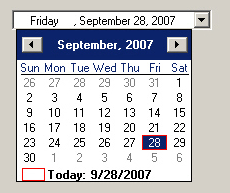 Friday , September 28, 2007
September, 2007
Sun Mon Tue Wed Thu Fri Sat
26 27 28 29 30 31 1
2 3 4 5 6 7 8
9 10 11 12 13 14 15
16 17 18 19 20 21 22
23 24 25 26 27 28 29
30 1 2 3 4 5 6
Today: 9/28/2007